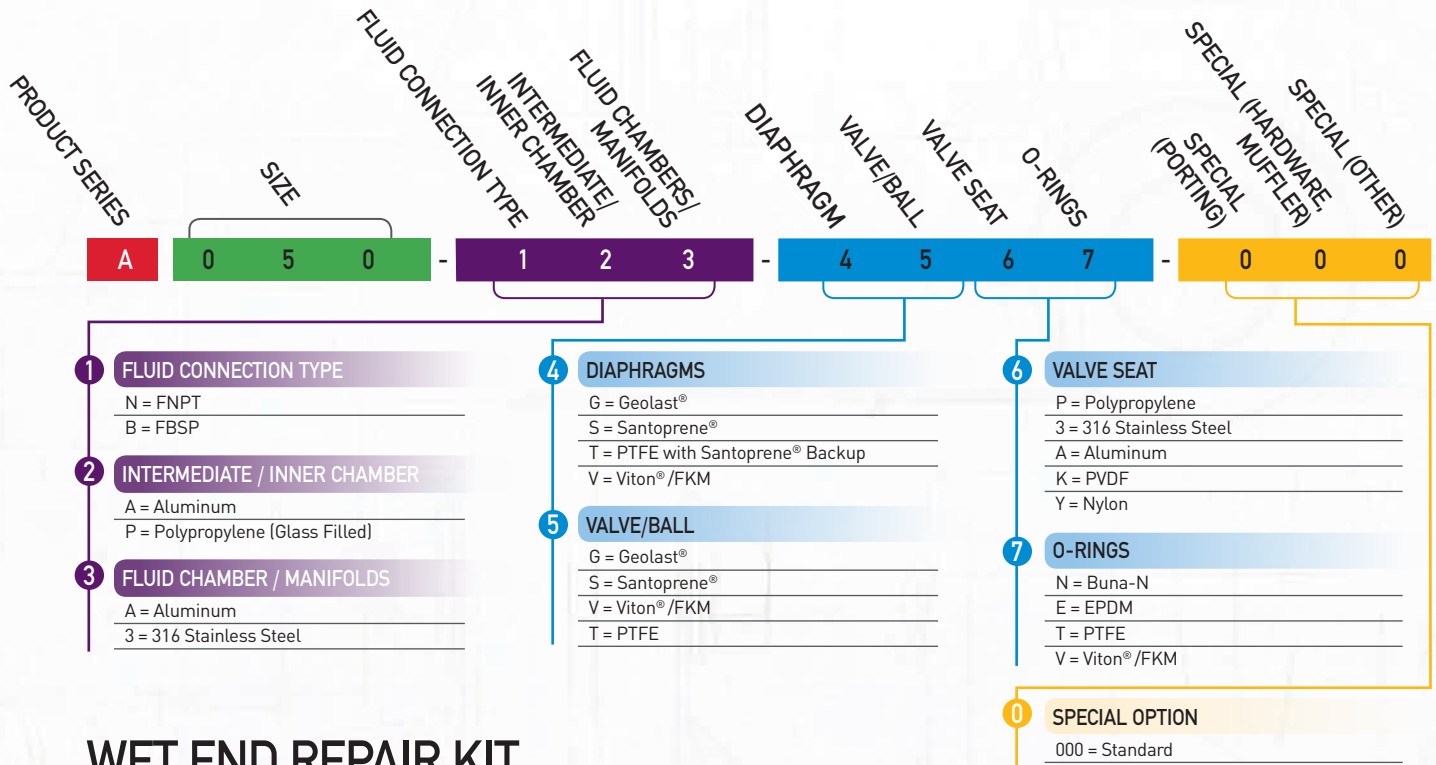 PRODUCT SERIES
SIZE
FLUID CONNECTION TYPE
INTERMEDIATE/
INNER CHAMBER
FLUID CHAMBERS/
MANIFOLDS
DIAPHRAGM
VALVE/BALL
VALVE SEAT
O-RINGS
SPECIAL
(PORTING)
SPECIAL (HARDWARE,
MUFFLER)
SPECIAL (OTHER)
A 0 5 0 - 1 2 3 - 4 5 6 7 - 0 0 0
1 FLUID CONNECTION TYPE
N = FNPT
B = FBSP
2 INTERMEDIATE / INNER CHAMBER
A = Aluminum
P = Polypropylene (Glass Filled)
3 FLUID CHAMBER / MANIFOLDS
A = Aluminum
3 = 316 Stainless Steel
4 DIAPHRAGMS
G = Geolast®
S = Santoprene®
T = PTFE with Santoprene® Backup
V = Viton®/FKM
5 VALVE/BALL
G = Geolast®
S = Santoprene®
V = Viton®/FKM
T = PTFE
6 VALVE SEAT
P = Polypropylene
3 = 316 Stainless Steel
A = Aluminum
K = PVDF
Y = Nylon
7 O-RINGS
N = Buna-N
E = EPDM
T = PTFE
V = Viton®/FKM
0 SPECIAL OPTION
000 = Standard
WET END REPAIR KIT